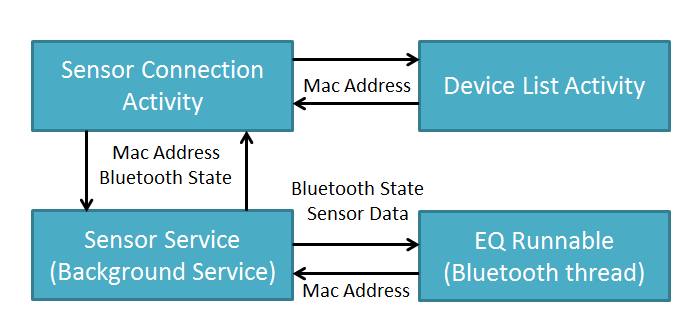 Sensor Connection
Activity
Mac Address
Device List Activity
Mac Address
Bluetooth State
Bluetooth State
Sensor Data
Sensor Service
(Background Service)
EQ Runnable
(Bluetooth thread)
Mac Address